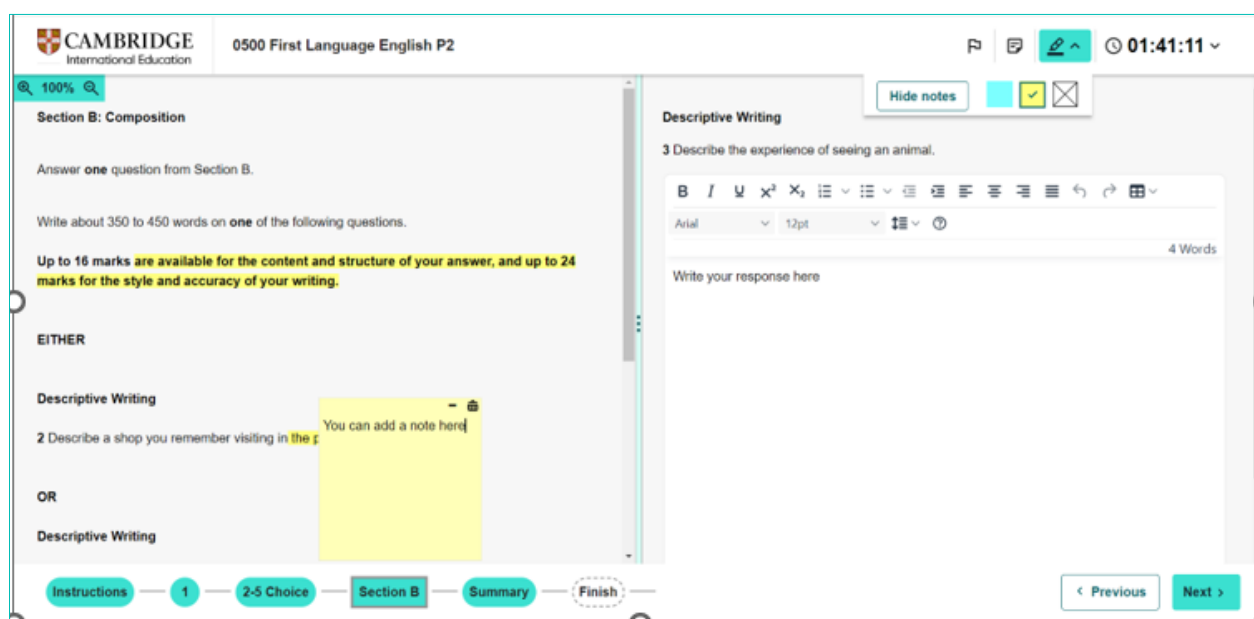 CAMBRIDGE
International Education
0500 First Language English P2
01:41:11
100%
Hide notes
Section B: Composition
Answer one question from Section B.
Write about 350 to 450 words on one of the following questions.
Up to 16 marks are available for the content and structure of your answer, and up to 24
marks for the style and accuracy of your writing.
EITHER
Descriptive Writing
2 Describe a shop you remember visiting in the p
You can add a note here
OR
Descriptive Writing
Descriptive Writing
3 Describe the experience of seeing an animal.
B I U x² X₂
Arial 12pt
4 Words
Write your response here
Instructions 1 2-5 Choice Section B Summary Finish
Previous Next